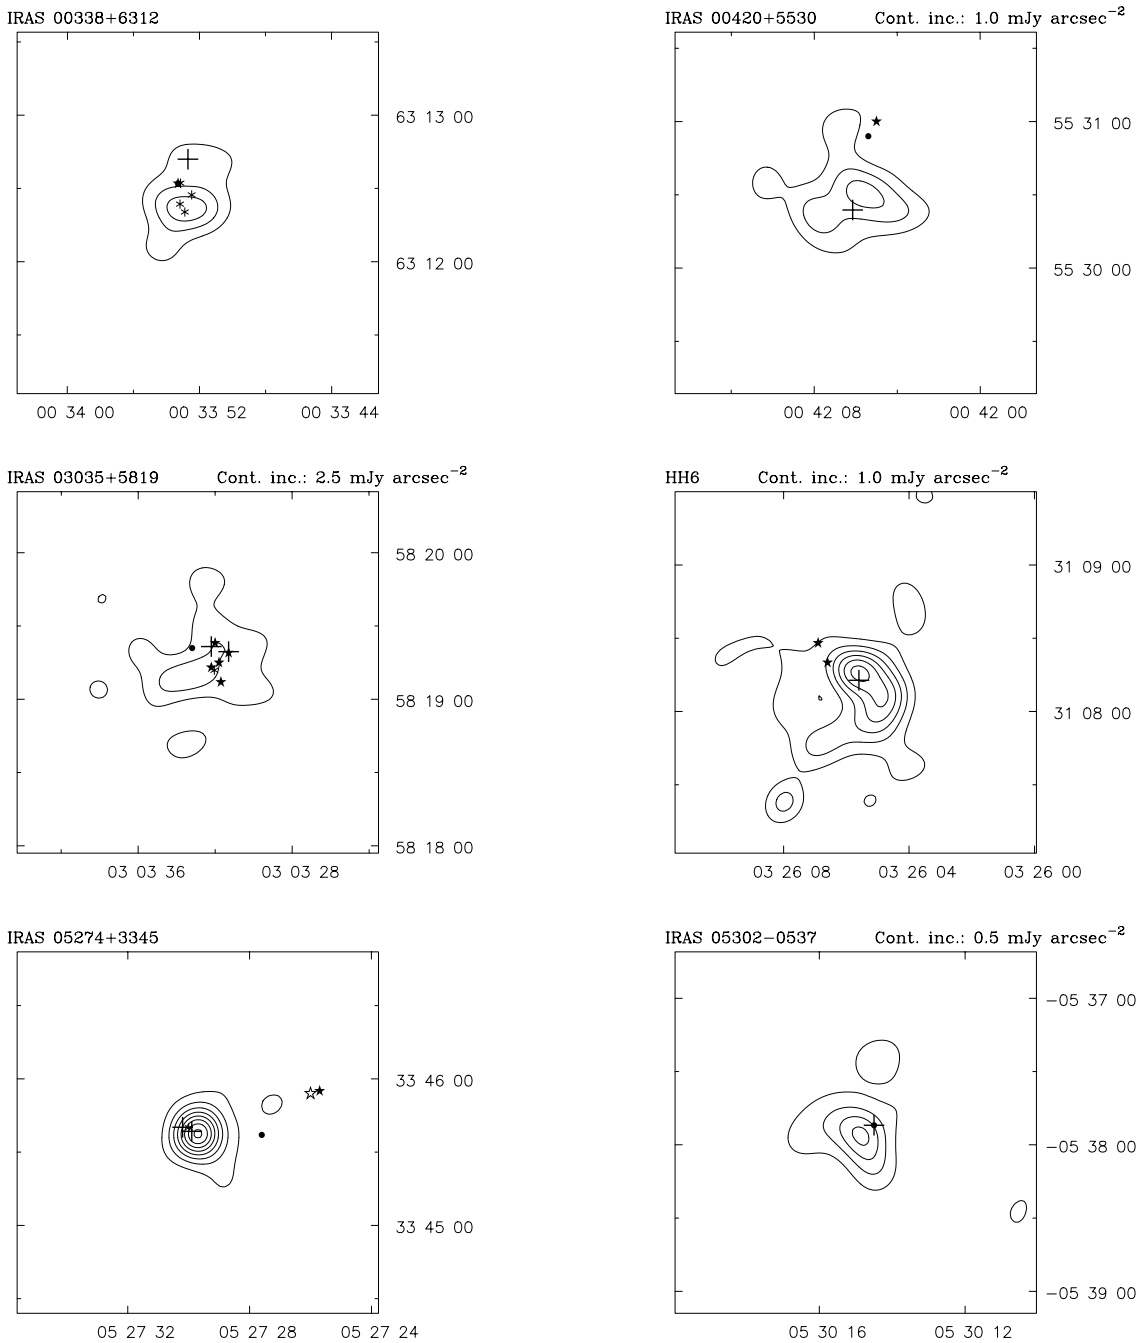 IRAS 00338+6312
IRAS 00420+5530 Cont. inc.: 1.0 mJy arcsec⁻²
63 13 00
63 12 00
00 34 00 00 33 52 00 33 44
55 31 00
55 30 00
00 42 08 00 42 00
IRAS 03035+5819 Cont. inc.: 2.5 mJy arcsec⁻²
HH6 Cont. inc.: 1.0 mJy arcsec⁻²
58 20 00
58 19 00
58 18 00
03 03 36 03 03 28
31 09 00
31 08 00
03 26 08 03 26 04 03 26 00
IRAS 05274+3345
IRAS 05302−0537 Cont. inc.: 0.5 mJy arcsec⁻²
33 46 00
33 45 00
05 27 32 05 27 28 05 27 24
−05 37 00
−05 38 00
−05 39 00
05 30 16 05 30 12